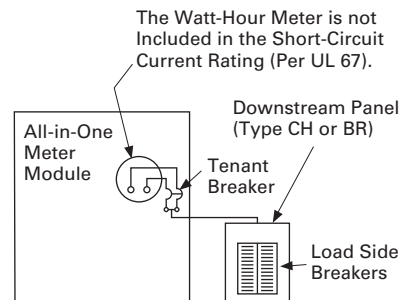 The Watt-Hour Meter is not
Included in the Short-Circuit
Current Rating (Per UL 67).
Downstream Panel
(Type CH or BR)
All-in-One
Meter
Module
Tenant
Breaker
Load Side
Breakers